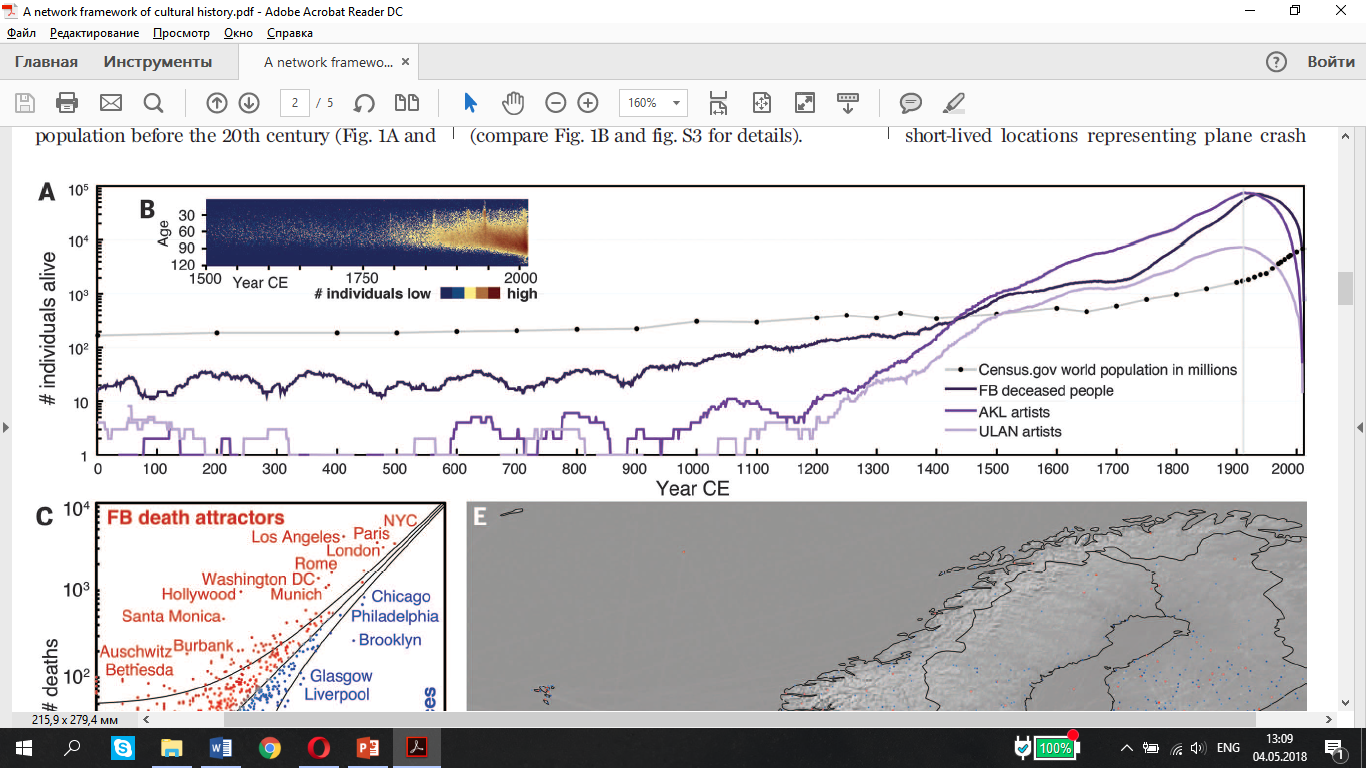 A network framework of cultural history.pdf - Adobe Acrobat Reader DC
Файл Редактирование Просмотр Окно Справка
Главная Инструменты A network framewo... × ? Войти
2 / 5 160%
population before the 20th century (Fig. 1A and
(compare Fig. 1B and fig. S3 for details).
short-lived locations representing plane crash
A
# individuals alive
10⁵
10⁴
10³
10²
10
1
B
Age
30
60
90
120
1500 1750 2000
Year CE
# individuals low high
Census.gov world population in millions
FB deceased people
AKL artists
ULAN artists
0 100 200 300 400 500 600 700 800 900 1000 1100 1200 1300 1400 1500 1600 1700 1800 1900 2000
Year CE
C
# deaths
10⁴
10³
10²
FB death attractors
NYC
Los Angeles Paris
London
Rome
Washington DC
Hollywood Munich
Santa Monica
Auschwitz Burbank
Bethesda
Chicago
Philadelphia
Brooklyn
Glasgow
Liverpool
ces
E
215,9 x 279,4 мм
100% ENG 13:09
04.05.2018
1